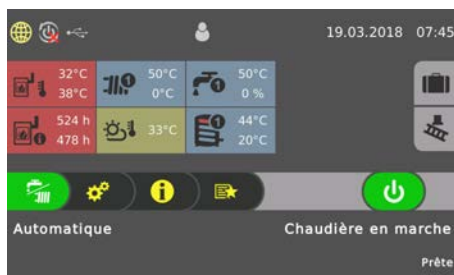 19.03.2018 07:45
32°C 50°C 50°C
38°C 0°C 0 %
524 h 33°C 44°C
478 h 20°C
Automatique Chaudière en marche
Prête